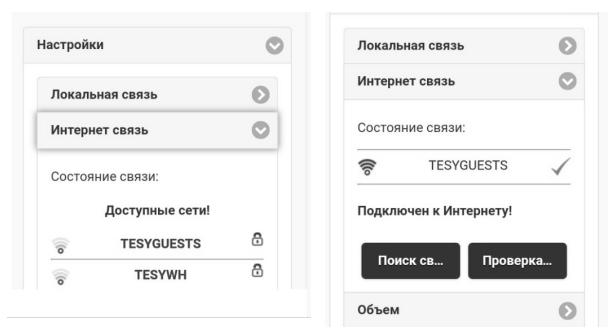 Настройки
Локальная связь
Интернет связь
Состояние связи:
Доступные сети!
TESYGUESTS
TESYWH
Локальная связь
Интернет связь
Состояние связи:
TESYGUESTS
Подключен к Интернету!
Поиск св... Проверка...
Объем